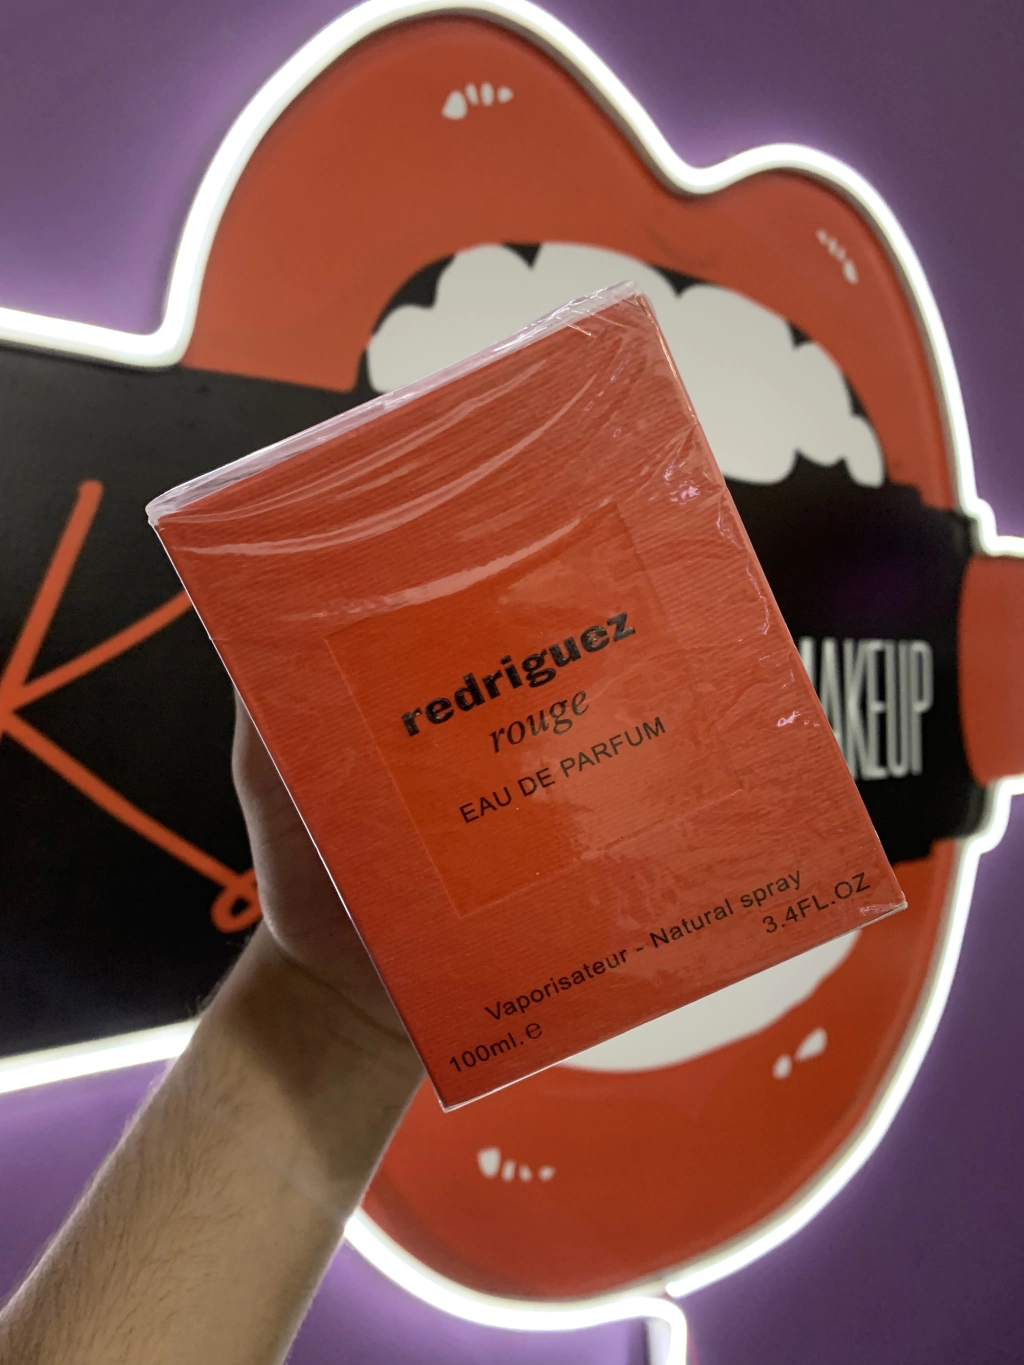 redriguez
rouge
EAU DE PARFUM
Vaporisateur - Natural spray
100ml. e 3.4FL.OZ
K
MAKEUP